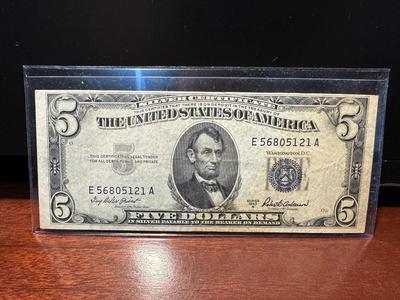 SILVER CERTIFICATE
THIS CERTIFIES THAT THERE IS ON DEPOSIT IN THE TREASURY OF
5 THE UNITED STATES OF AMERICA 5
E 56805121 A
THIS CERTIFICATE IS LEGAL TENDER
FOR ALL DEBTS, PUBLIC AND PRIVATE
5
WASHINGTON, D.C.
E 56805121 A
SERIES
1953
5 FIVE DOLLARS 5
IN SILVER PAYABLE TO THE BEARER ON DEMAND